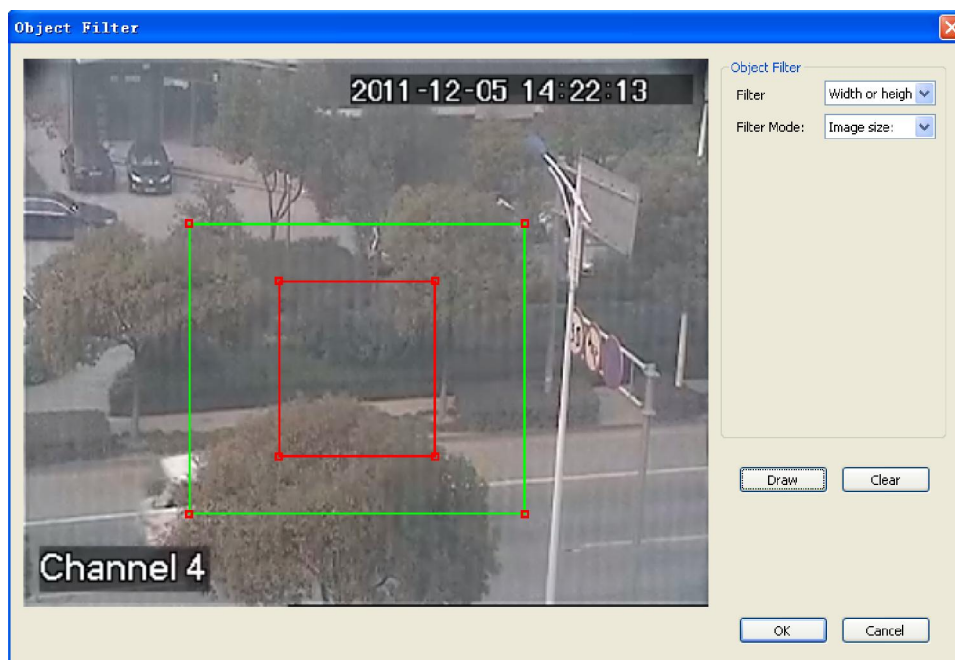 Object Filter
2011-12-05 14:22:13
Object Filter
Filter
Width or heigh
Filter Mode:
Image size:
Draw
Clear
Channel 4
OK
Cancel